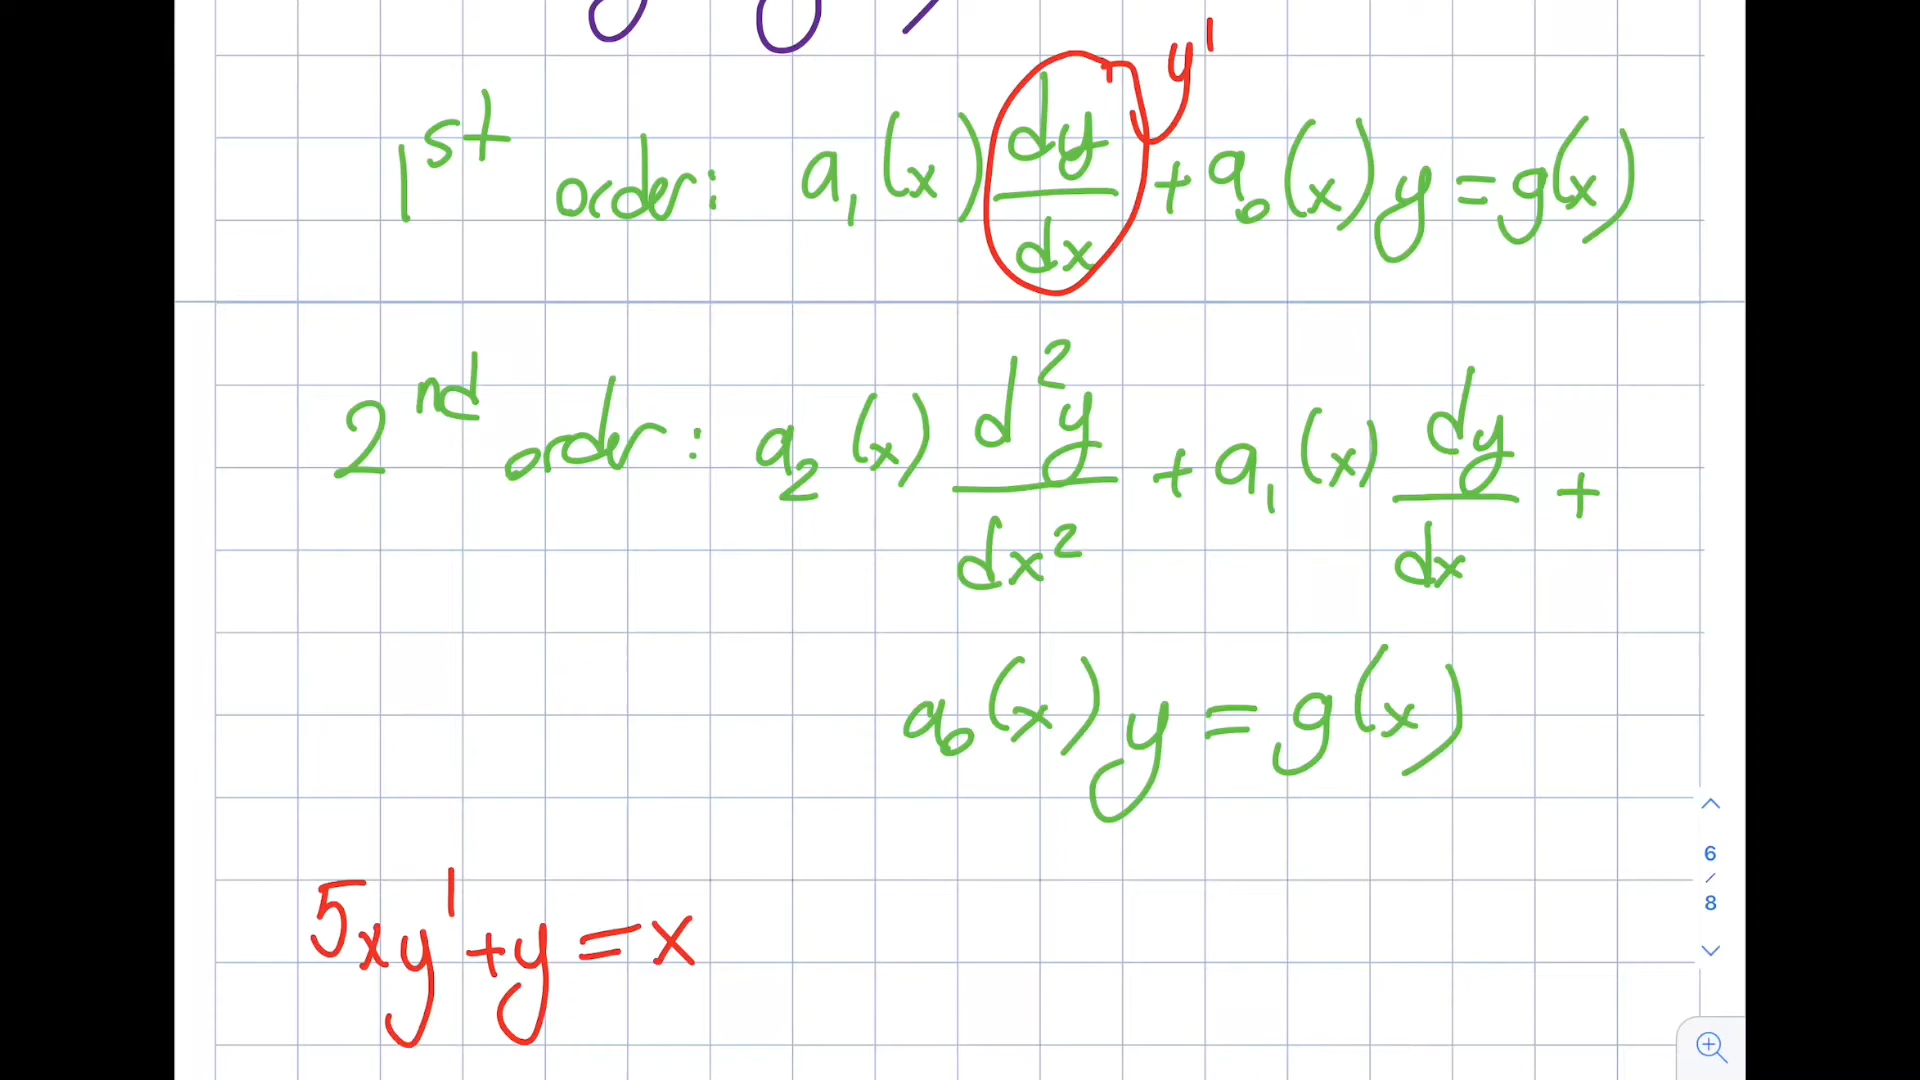 y'
1st order: a₁(x) dy/dx + a₀(x)y = g(x)
2nd order: a₂(x) d²y/dx² + a₁(x) dy/dx +
a₀(x)y = g(x)
5xy' + y = x
6
/
8